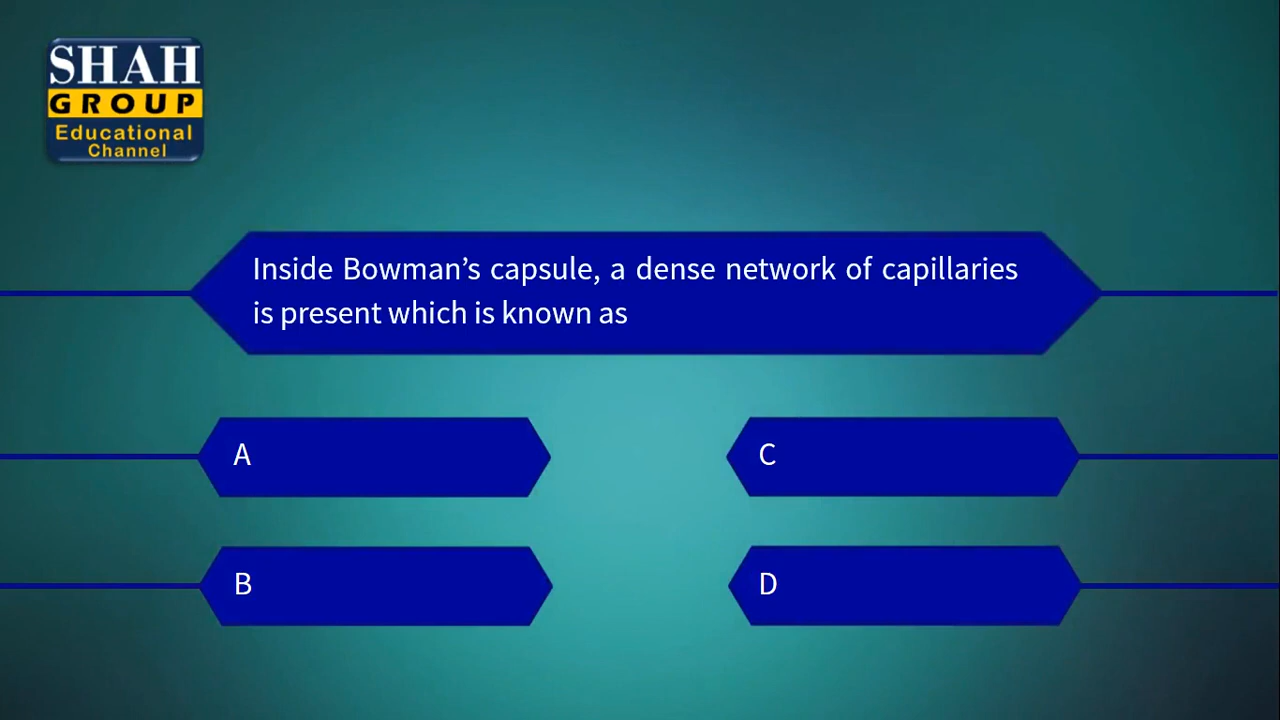 SHAH
GROUP
Educational
Channel
Inside Bowman’s capsule, a dense network of capillaries
is present which is known as
A
C
B
D